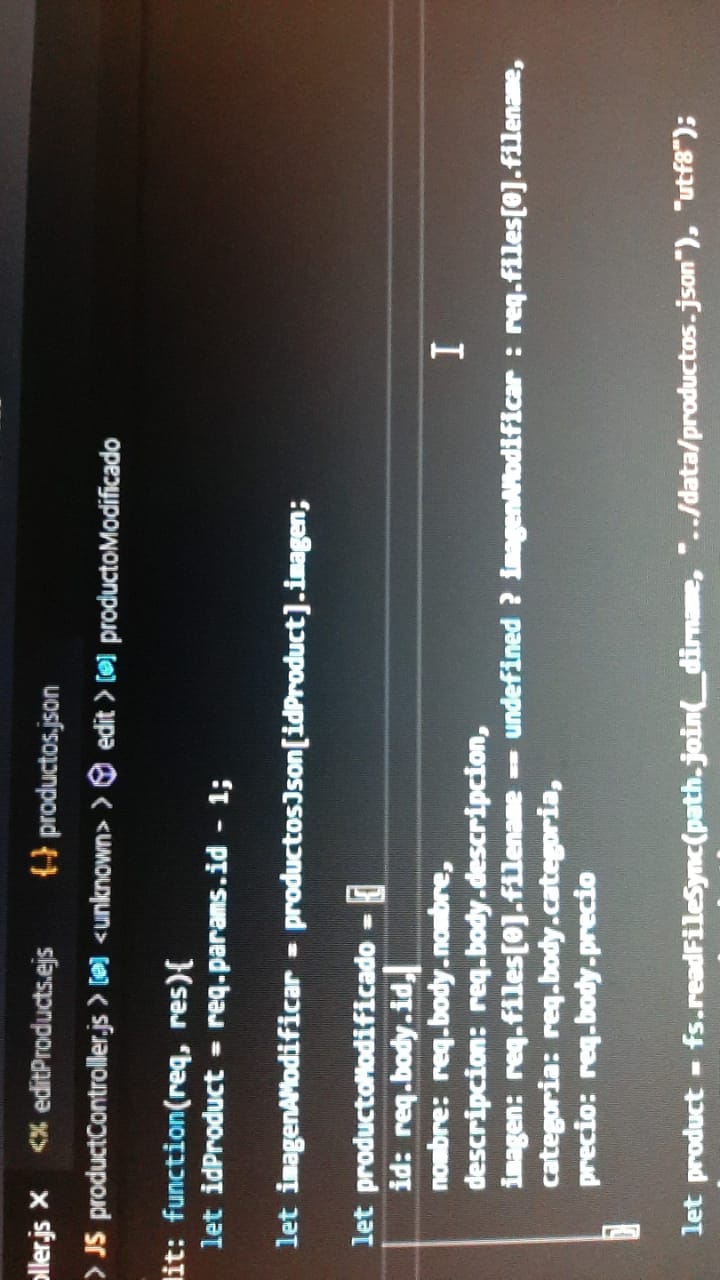 ller.js X <% editProducts.ejs {..} productos.json
> JS productController.js > <unknown> > edit > productoModificado
it: function(req, res){
let idProduct = req.params.id - 1;
let imagenAModificar = productosJson[idProduct].imagen;
let productoModificado = {
id: req.body.id,
nombre: req.body.nombre,
descripcion: req.body.descripcion,
imagen: req.files[0].filename == undefined ? imagenAModificar : req.files[0].filename,
categoria: req.body.categoria,
precio: req.body.precio
}
let product = fs.readFileSync(path.join(__dirname, "../data/productos.json"), "utf8");